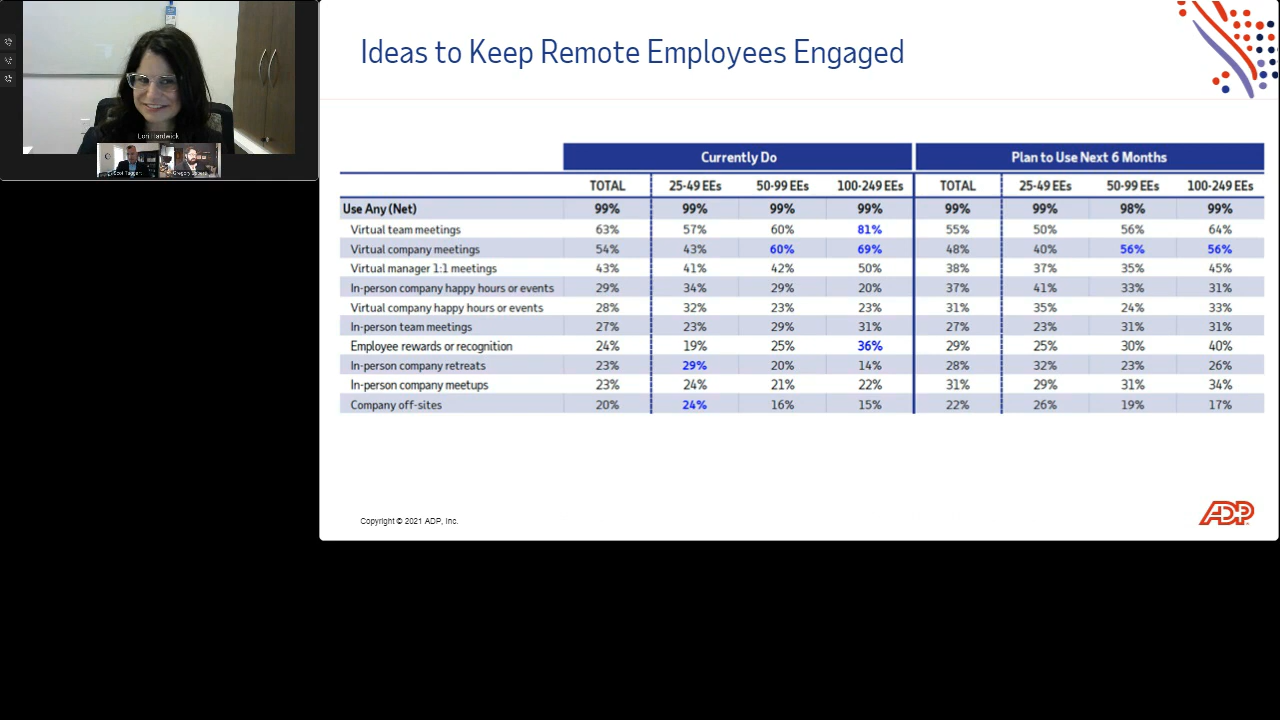 Ideas to Keep Remote Employees Engaged
Lori Hardwick
Scot Taggart
Gregory
Currently Do Plan to Use Next 6 Months
TOTAL 25-49 EEs 50-99 EEs 100-249 EEs TOTAL 25-49 EEs 50-99 EEs 100-249 EEs
Use Any (Net) 99% 99% 99% 99% 99% 99% 98% 99%
Virtual team meetings 63% 57% 60% 81% 55% 50% 56% 64%
Virtual company meetings 54% 43% 60% 69% 48% 40% 56% 56%
Virtual manager 1:1 meetings 43% 41% 42% 50% 38% 37% 35% 45%
In-person company happy hours or events 29% 34% 29% 20% 37% 41% 33% 31%
Virtual company happy hours or events 28% 32% 23% 23% 31% 35% 24% 33%
In-person team meetings 27% 23% 29% 31% 27% 23% 31% 31%
Employee rewards or recognition 24% 19% 25% 36% 29% 25% 30% 40%
In-person company retreats 23% 29% 20% 14% 28% 32% 23% 26%
In-person company meetups 23% 24% 21% 22% 31% 29% 31% 34%
Company off-sites 20% 24% 16% 15% 22% 26% 19% 17%
Copyright © 2021 ADP, Inc.
ADP